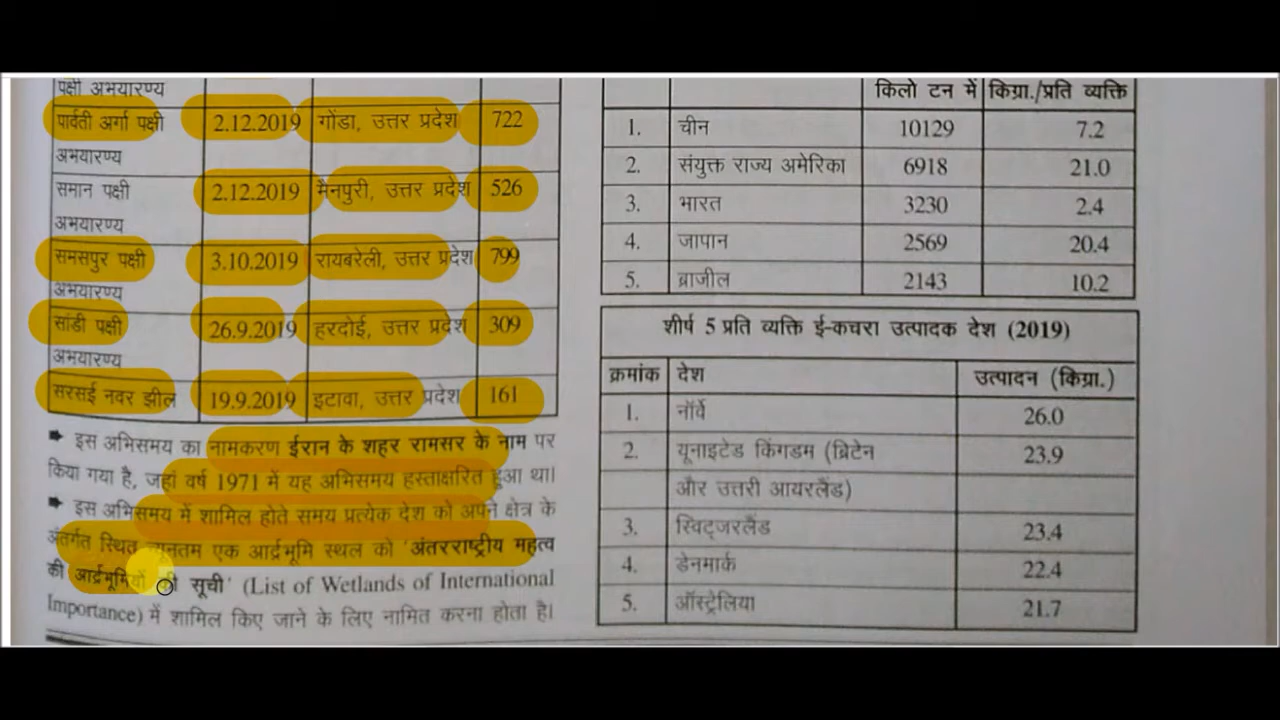 पक्षी अभयारण्य
पार्वती अर्गा पक्षी 2.12.2019 गोंडा, उत्तर प्रदेश 722
अभयारण्य
समान पक्षी 2.12.2019 मैनपुरी, उत्तर प्रदेश 526
अभयारण्य
समसपुर पक्षी 3.10.2019 रायबरेली, उत्तर प्रदेश 799
अभयारण्य
सांडी पक्षी 26.9.2019 हरदोई, उत्तर प्रदेश 309
अभयारण्य
सरसई नवर झील 19.9.2019 इटावा, उत्तर प्रदेश 161
इस अभिसमय का नामकरण ईरान के शहर रामसर के नाम पर
किया गया है, जहां वर्ष 1971 में यह अभिसमय हस्ताक्षरित हुआ था।
इस अभिसमय में शामिल होते समय प्रत्येक देश को अपने क्षेत्र के
अंतर्गत स्थित न्यूनतम एक आर्द्रभूमि स्थल को 'अंतरराष्ट्रीय महत्व
की आर्द्रभूमियों की सूची' (List of Wetlands of International
Importance) में शामिल किए जाने के लिए नामित करना होता है।
किलो टन में किग्रा./प्रति व्यक्ति
1. चीन 10129 7.2
2. संयुक्त राज्य अमेरिका 6918 21.0
3. भारत 3230 2.4
4. जापान 2569 20.4
5. ब्राजील 2143 10.2
शीर्ष 5 प्रति व्यक्ति ई-कचरा उत्पादक देश (2019)
क्रमांक देश उत्पादन (किग्रा.)
1. नॉर्वे 26.0
2. यूनाइटेड किंगडम (ब्रिटेन 23.9
और उत्तरी आयरलैंड)
3. स्विट्जरलैंड 23.4
4. डेनमार्क 22.4
5. ऑस्ट्रेलिया 21.7